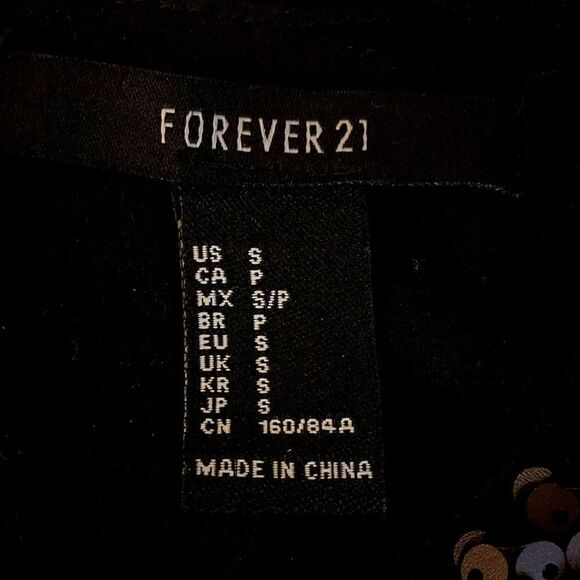 FOREVER 21
US S
CA P
MX S/P
BR P
EU S
UK S
KR S
JP S
CN 160/84A
MADE IN CHINA